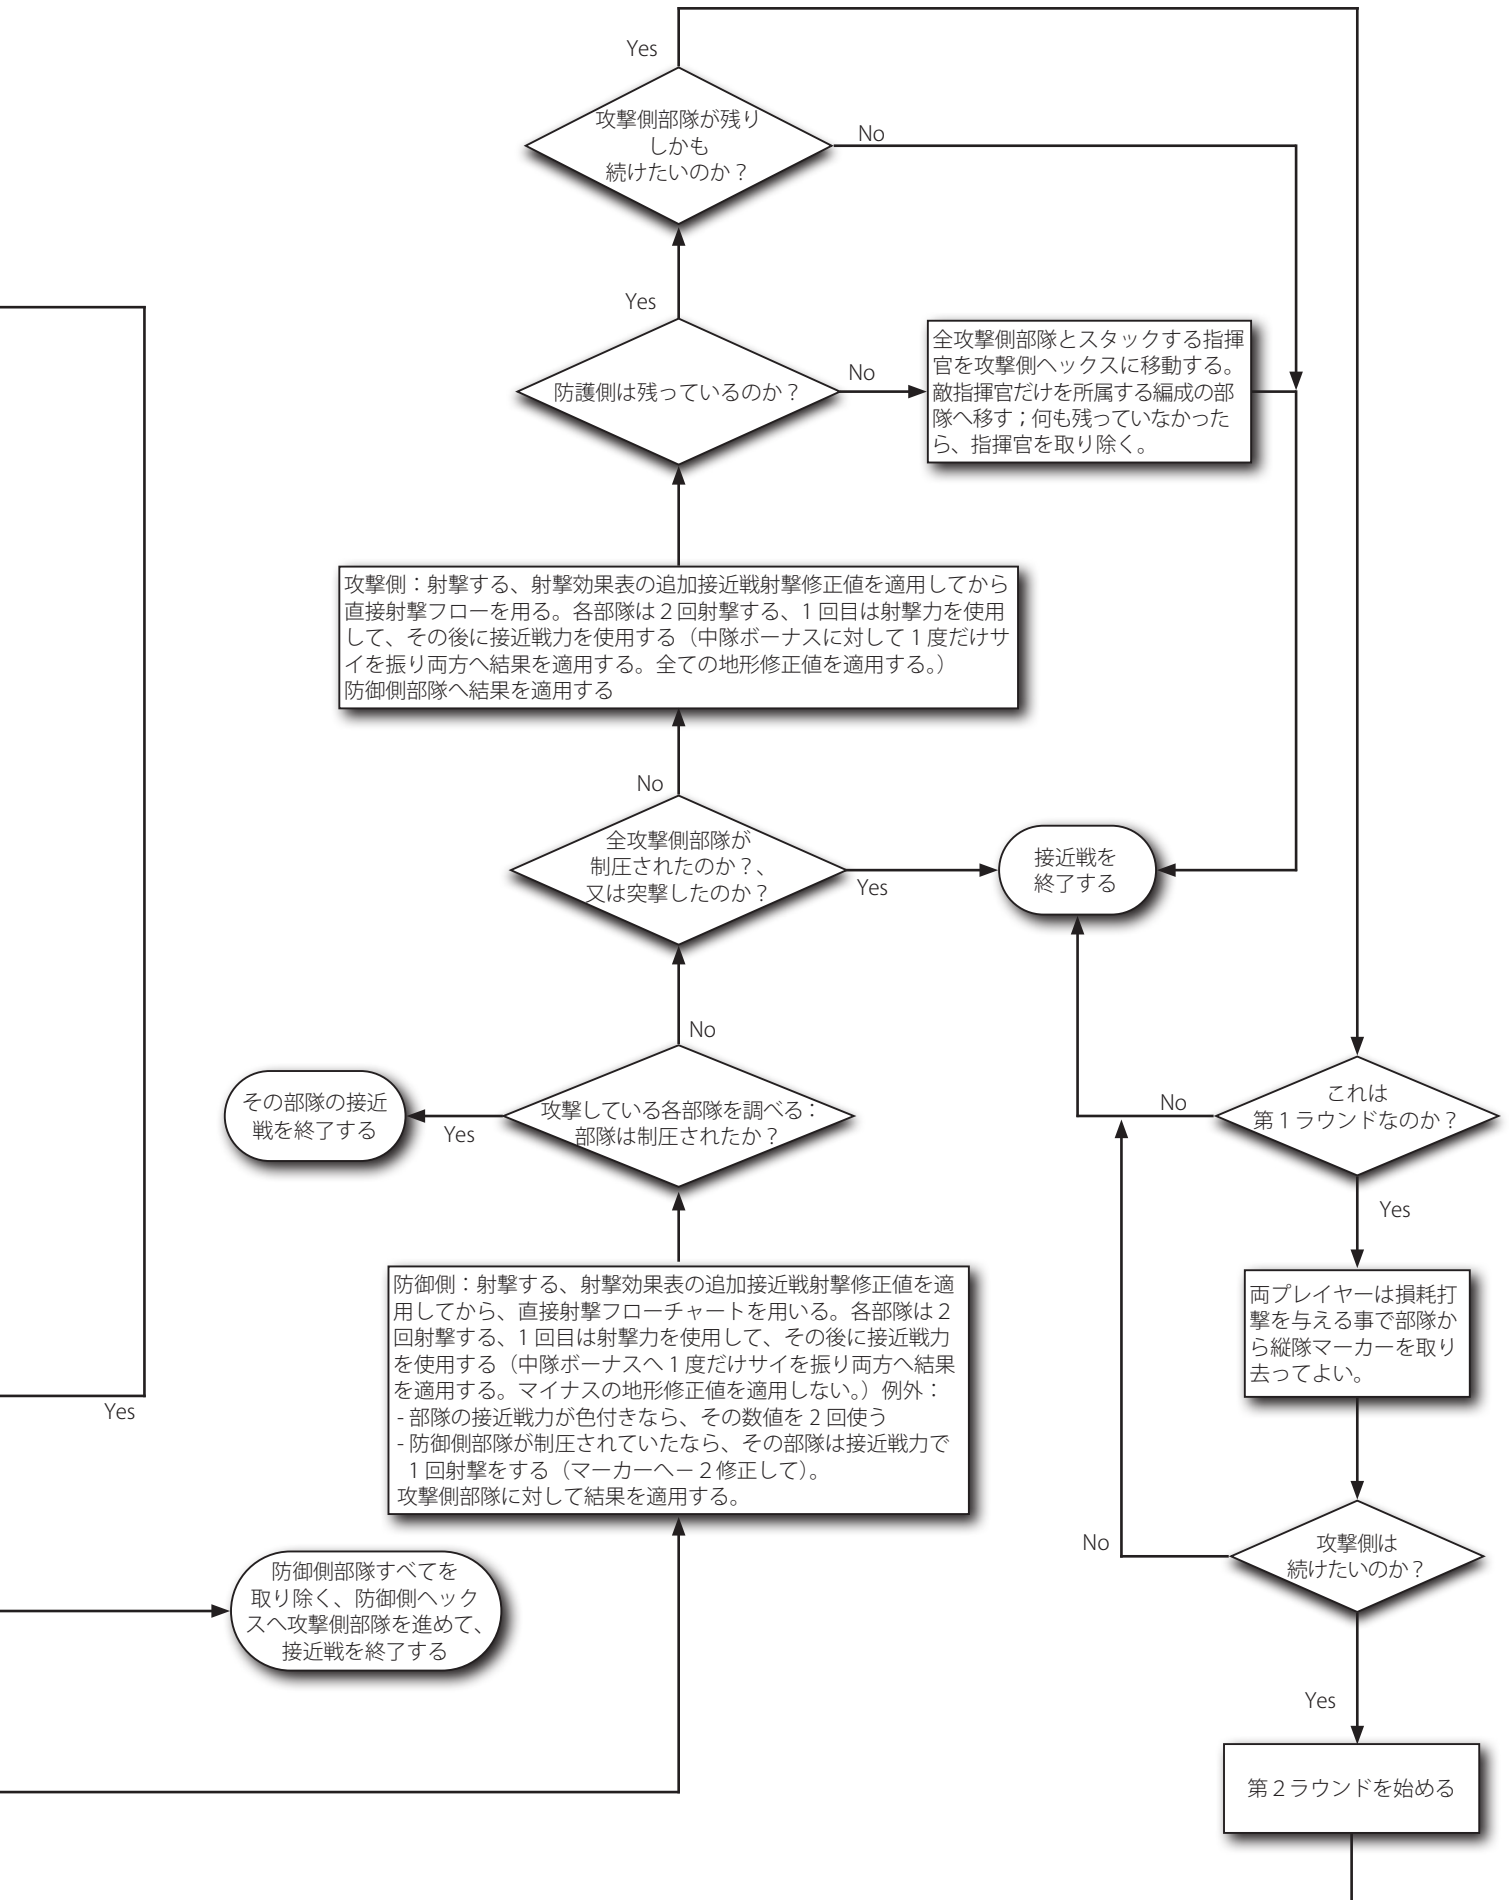 Yes
攻撃側部隊が残り
しかも
続けたいのか？
No
Yes
防護側は残っているのか？
No
全攻撃側部隊とスタックする指揮
官を攻撃側ヘックスに移動する。
敵指揮官だけを所属する編成の部
隊へ移す；何も残っていなかった
ら、指揮官を取り除く。
攻撃側：射撃する、射撃効果表の追加接近戦射撃修正値を適用してから
直接射撃フローを用る。各部隊は２回射撃する、１回目は射撃力を使用
して、その後に接近戦力を使用する（中隊ボーナスに対して１度だけサ
イを振り両方へ結果を適用する。全ての地形修正値を適用する。）
防御側部隊へ結果を適用する
No
全攻撃側部隊が
制圧されたのか？、
又は突撃したのか？
Yes
接近戦を
終了する
No
その部隊の接近
戦を終了する
Yes
攻撃している各部隊を調べる：
部隊は制圧されたか？
No
これは
第１ラウンドなのか？
Yes
防御側：射撃する、射撃効果表の追加接近戦射撃修正値を適
用してから、直接射撃フローチャートを用いる。各部隊は２
回射撃する、１回目は射撃力を使用して、その後に接近戦力
を使用する（中隊ボーナスへ１度だけサイを振り両方へ結果
を適用する。マイナスの地形修正値を適用しない。）例外：
- 部隊の接近戦力が色付きなら、その数値を２回使う
- 防御側部隊が制圧されていたなら、その部隊は接近戦力で
１回射撃をする（マーカーへ－２修正して）。
攻撃側部隊に対して結果を適用する。
両プレイヤーは損耗打
撃を与える事で部隊か
ら縦隊マーカーを取り
去ってよい。
Yes
No
攻撃側は
続けたいのか？
防御側部隊すべてを
取り除く、防御側ヘック
スへ攻撃側部隊を進めて、
接近戦を終了する
Yes
第２ラウンドを始める